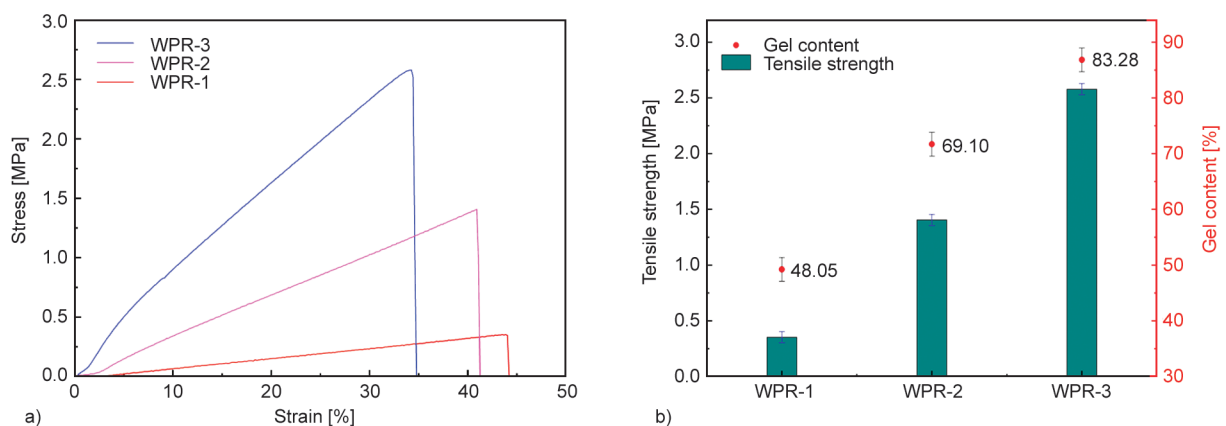 3.0
2.5
2.0
1.5
1.0
0.5
0.0
Stress [MPa]
WPR-3
WPR-2
WPR-1
0
10
20
30
40
50
Strain [%]
a)
3.0
2.5
2.0
1.5
1.0
0.5
0.0
Tensile strength [MPa]
Gel content
Tensile strength
48.05
69.10
83.28
WPR-1
WPR-2
WPR-3
90
80
70
60
50
40
30
Gel content [%]
b)